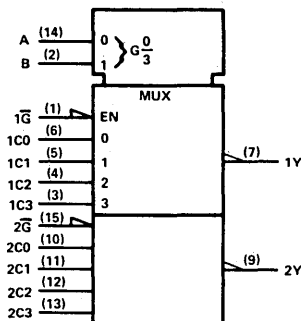 A (14) 0
B (2) 1 } G 0/3
MUX
1G̅ (1) EN
1C0 (6) 0
1C1 (5) 1 (7) 1Y
1C2 (4) 2
1C3 (3) 3
2G̅ (15)
2C0 (10)
2C1 (11) (9) 2Y
2C2 (12)
2C3 (13)